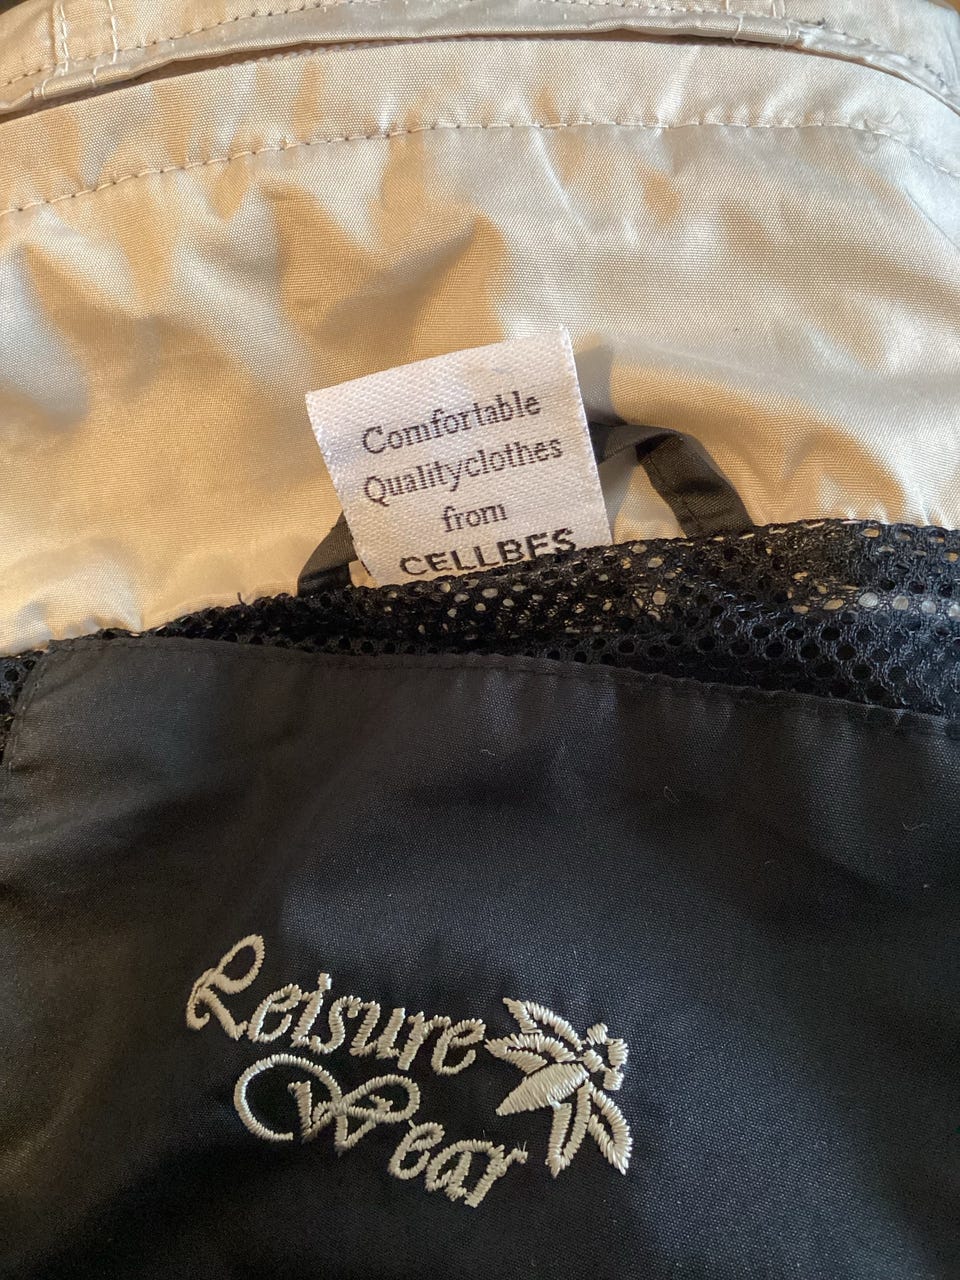 Comfortable
Qualityclothes
from
CELLBES
Leisure
Wear